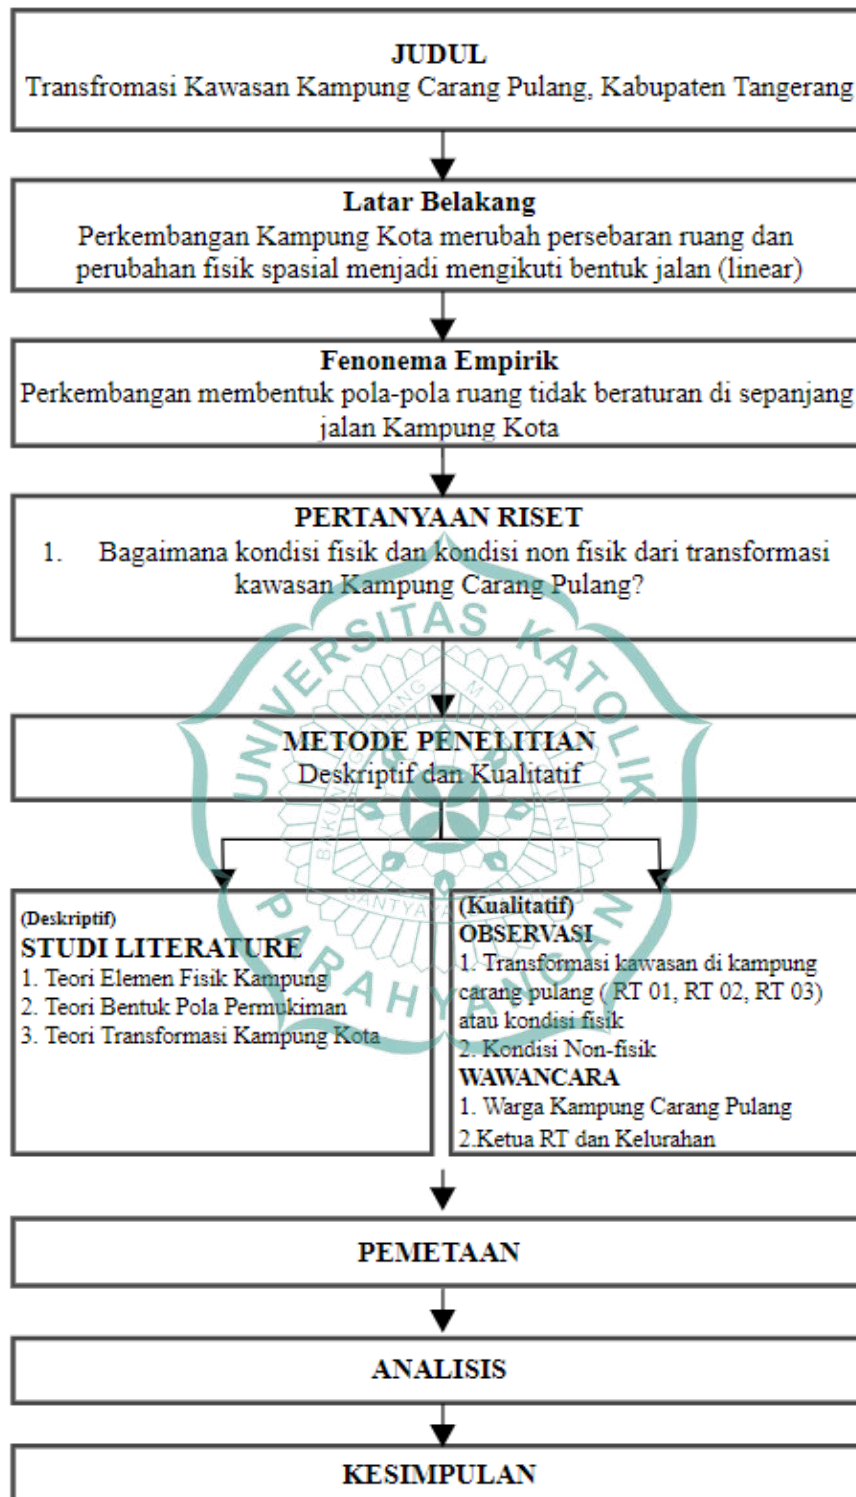 JUDUL
Transfromasi Kawasan Kampung Carang Pulang, Kabupaten Tangerang
Latar Belakang
Perkembangan Kampung Kota merubah persebaran ruang dan
perubahan fisik spasial menjadi mengikuti bentuk jalan (linear)
Fenonema Empirik
Perkembangan membentuk pola-pola ruang tidak beraturan di sepanjang
jalan Kampung Kota
PERTANYAAN RISET
1. Bagaimana kondisi fisik dan kondisi non fisik dari transformasi
kawasan Kampung Carang Pulang?
UNIVERSITAS KATOLIK
METODE PENELITIAN
Deskriptif dan Kualitatif
PARAHYANGAN
(Deskriptif)
STUDI LITERATURE
1. Teori Elemen Fisik Kampung
2. Teori Bentuk Pola Permukiman
3. Teori Transformasi Kampung Kota
(Kualitatif)
OBSERVASI
1. Transformasi kawasan di kampung
carang pulang ( RT 01, RT 02, RT 03)
atau kondisi fisik
2. Kondisi Non-fisik
WAWANCARA
1. Warga Kampung Carang Pulang
2.Ketua RT dan Kelurahan
PEMETAAN
ANALISIS
KESIMPULAN